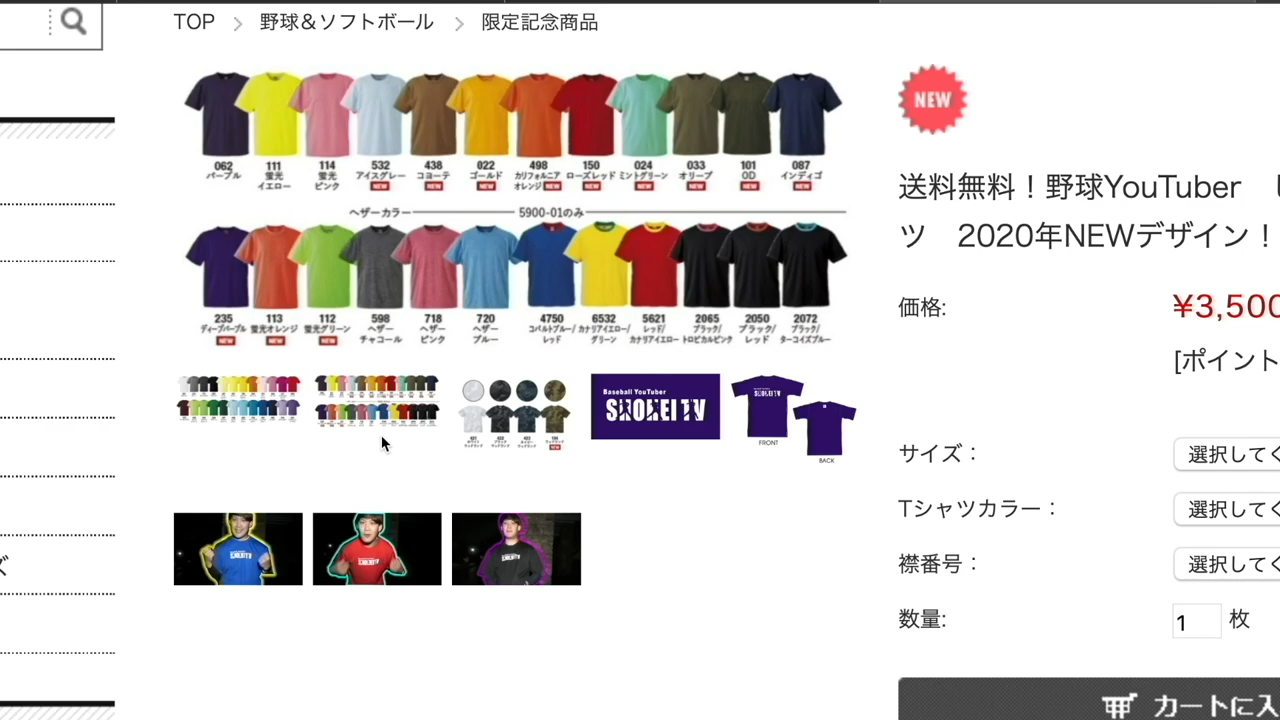 TOP > 野球＆ソフトボール > 限定記念商品
NEW
062 111 114 532 438 022 498 150 024 033 101 087
パープル 蛍光イエロー 蛍光ピンク アイスグレー コヨーテ ゴールド カリフォルニアオレンジ ローズレッド ミントグリーン オリーブ OD インディゴ
NEW NEW NEW NEW NEW NEW NEW NEW NEW
ヘザーカラー 5900-01のみ
235 113 112 598 718 720 4750 6532 5621 2065 2050 2072
ディープパープル 蛍光オレンジ 蛍光グリーン ヘザーチャコール ヘザーピンク ヘザーブルー コバルトブルー/レッド カナリアイエロー/グリーン レッド/カナリアイエロー ブラック/トロピカルピンク ブラック/レッド ブラック/ターコイズブルー
NEW NEW NEW
Baseball YouTuber
SHOHEI TV
FRONT
BACK
送料無料！野球YouTuber 「
ツ 2020年NEWデザイン！
価格:
¥3,500
[ポイント
サイズ：
選択してく
Tシャツカラー：
選択してく
襟番号：
選択してく
数量:
1 枚
カートに入
ズ